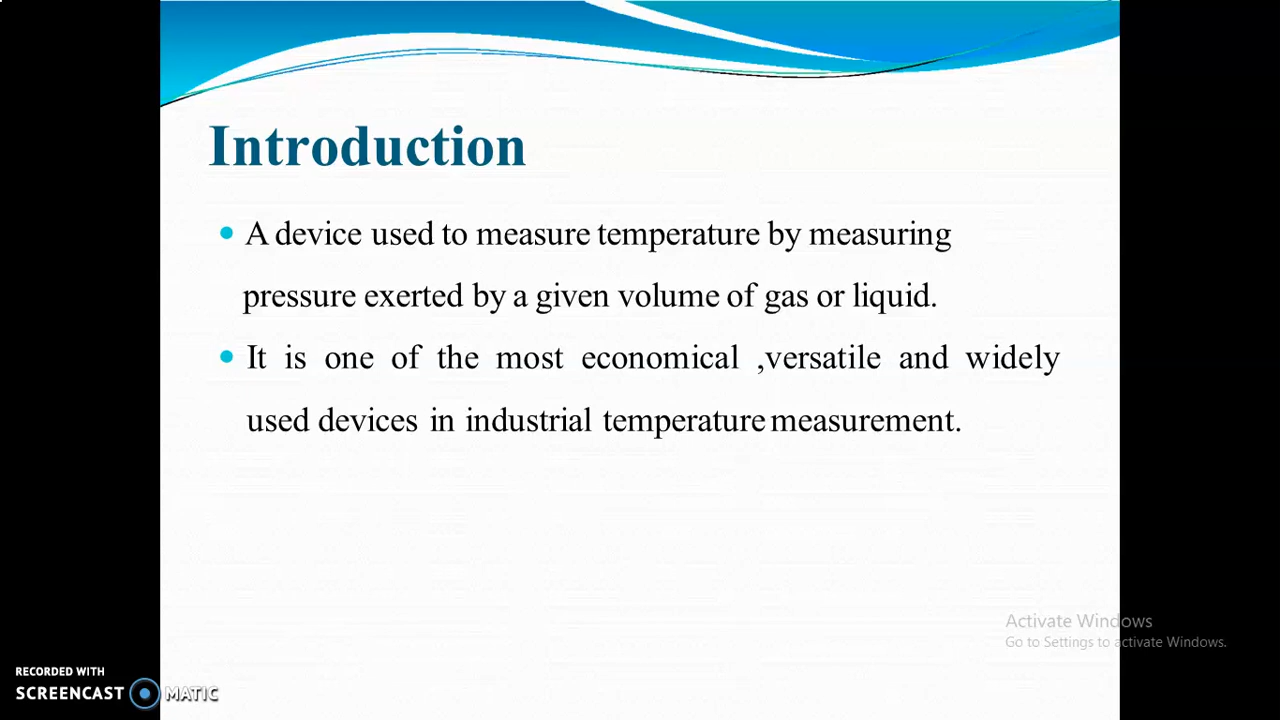 Introduction
A device used to measure temperature by measuring
pressure exerted by a given volume of gas or liquid.
It is one of the most economical ,versatile and widely
used devices in industrial temperature measurement.
Activate Windows
Go to Settings to activate Windows.
RECORDED WITH
SCREENCAST MATIC